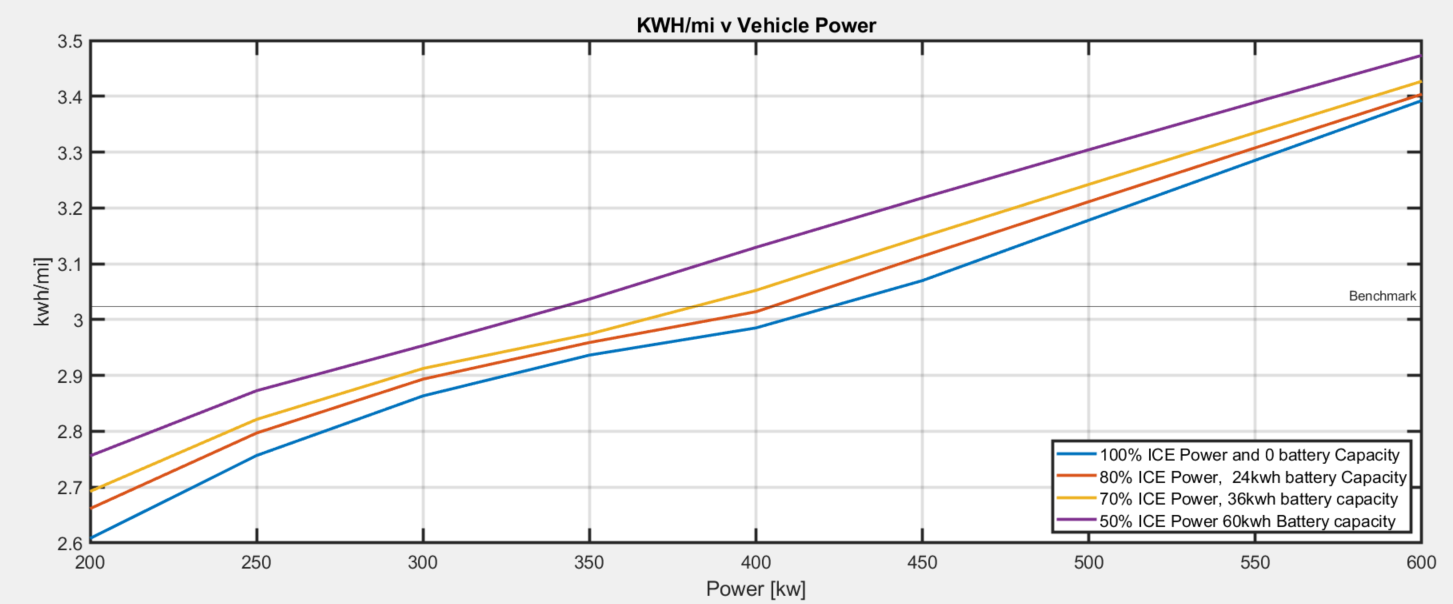 KWH/mi v Vehicle Power
3.5
3.4
3.3
3.2
3.1
3
2.9
2.8
2.7
2.6
kwh/mi]
Benchmark
100% ICE Power and 0 battery Capacity
80% ICE Power,  24kwh battery Capacity
70% ICE Power, 36kwh battery capacity
50% ICE Power 60kwh Battery capacity
200 250 300 350 400 450 500 550 600
Power [kw]